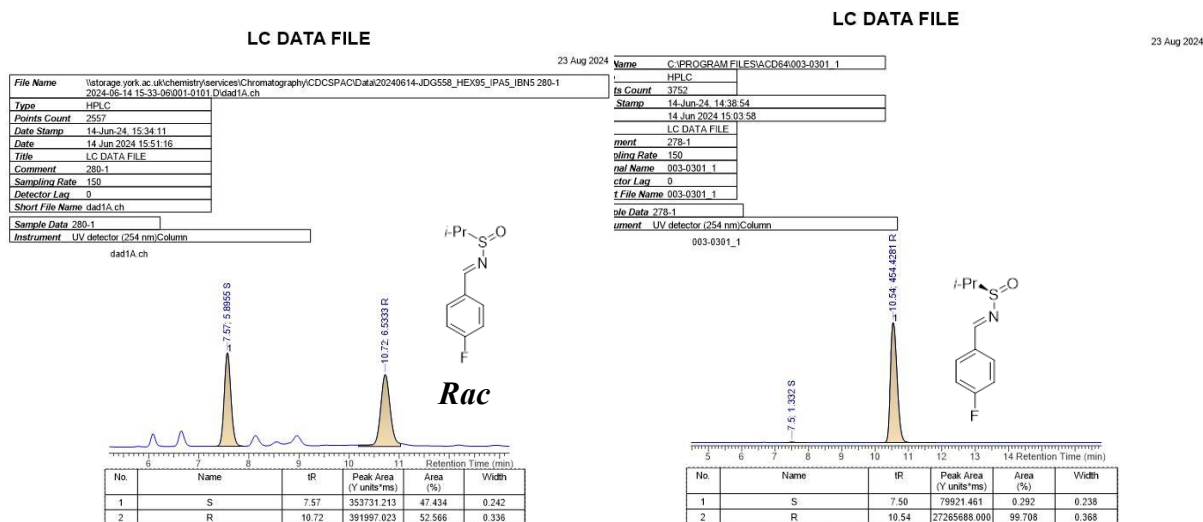 LC DATA FILE
23 Aug 2024
File Name \\storage.york.ac.uk\chemistry\services\Chromatography\CDCSPAC\Data\20240614-JDG558_HEX95_IPA5_IBN5 280-1
2024-06-14 15-33-06\001-0101.D\dad1A.ch
Type HPLC
Points Count 2557
Date Stamp 14-Jun-24, 15:34:11
Date 14 Jun 2024 15:51:16
Title LC DATA FILE
Comment 280-1
Sampling Rate 150
Detector Lag 0
Short File Name dad1A.ch
Sample Data 280-1
Instrument UV detector (254 nm)Column
dad1A.ch
7.57; 5.8955 S
10.72; 6.5333 R
i-Pr
S
O
N
F
Rac
6 7 8 9 10 11 Retention Time (min)
No. Name tR Peak Area (Y units*ms) Area (%) Width
1 S 7.57 353731.213 47.434 0.242
2 R 10.72 391997.023 52.566 0.336
LC DATA FILE
23 Aug 2024
Name C:\PROGRAM FILES\ACD64\003-0301_1
HPLC
ts Count 3752
Stamp 14-Jun-24, 14:38:54
14 Jun 2024 15:03:58
LC DATA FILE
ment 278-1
pling Rate 150
nal Name 003-0301_1
ctor Lag 0
t File Name 003-0301_1
ple Data 278-1
ument UV detector (254 nm)Column
003-0301_1
7.5; 1.332 S
10.54; 454.4281 R
i-Pr
S
O
N
F
5 6 7 8 9 10 11 12 13 14 Retention Time (min)
No. Name tR Peak Area (Y units*ms) Area (%) Width
1 S 7.50 79921.461 0.292 0.238
2 R 10.54 27265688.000 99.708 0.368